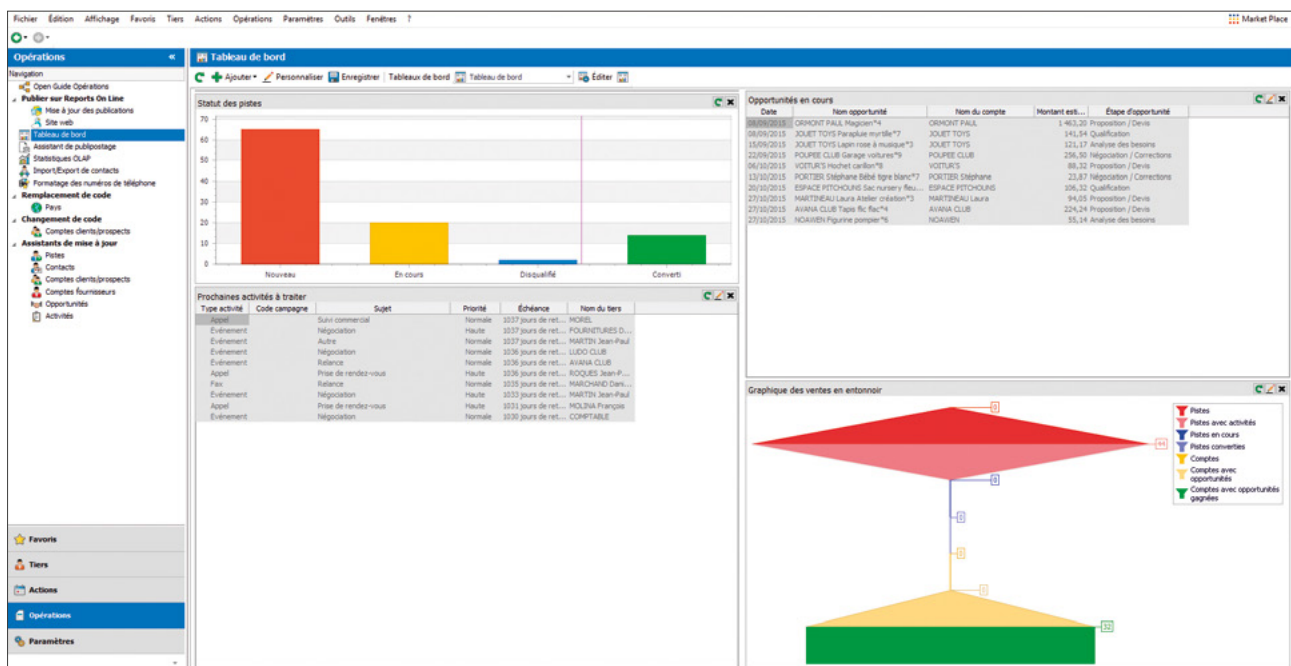 Fichier Édition Affichage Favoris Tiers Actions Opérations Paramètres Outils Fenêtres ? Market Place
Opérations «
Navigation
Open Guide Opérations
Publier sur Reports On Line
Mise à jour des publications
Site web
Tableau de bord
Assistant de publipostage
Statistiques OLAP
Import/Export de contacts
Formatage des numéros de téléphone
Remplacement de code
Pays
Changement de code
Comptes clients/prospects
Assistants de mise à jour
Pistes
Contacts
Comptes clients/prospects
Comptes fournisseurs
Opportunités
Activités
Favoris
Tiers
Actions
Opérations
Paramètres
Tableau de bord
Ajouter Personnaliser Enregistrer Tableaux de bord Tableau de bord Éditer
Statut des pistes
70
60
50
40
30
20
10
0
Nouveau En cours Disqualifié Converti
Prochaines activités à traiter
Type activité Code campagne Sujet Priorité Échéance Nom du tiers
Appel Suivi commercial Normale 1037 jours de ret... MOREL
Evénement Négociation Haute 1037 jours de ret... FOURNITURES D...
Evénement Autre Normale 1037 jours de ret... MARTIN Jean-Paul
Evénement Négociation Normale 1036 jours de ret... LUDO CLUB
Evénement Relance Normale 1036 jours de ret... AVANA CLUB
Appel Prise de rendez-vous Haute 1036 jours de ret... ROQUES Jean-P...
Fax Relance Normale 1035 jours de ret... MARCHAND Dani...
Evénement Négociation Haute 1033 jours de ret... MARTIN Jean-Paul
Appel Prise de rendez-vous Haute 1031 jours de ret... MOLINA François
Evénement Négociation Normale 1030 jours de ret... COMPTABLE
Opportunités en cours
Date Nom opportunité Nom du compte Montant esti... Étape d'opportunité
08/09/2015 ORMONT PAUL Magicien*4 ORMONT PAUL 1 463,20 Proposition / Devis
08/09/2015 JOUET TOYS Parapluie myrtille*7 JOUET TOYS 141,54 Qualification
15/09/2015 JOUET TOYS Lapin rose à musique*3 JOUET TOYS 121,17 Analyse des besoins
22/09/2015 POUPEE CLUB Garage voitures*9 POUPEE CLUB 256,50 Négociation / Corrections
06/10/2015 VOITUR'S Hochet carillon*8 VOITUR'S 88,32 Proposition / Devis
13/10/2015 PORTIER Stéphane Bébé tigre blanc*7 PORTIER Stéphane 23,87 Négociation / Corrections
20/10/2015 ESPACE PITCHOUNS Sac nursery fleu... ESPACE PITCHOUNS 106,32 Qualification
27/10/2015 MARTINEAU Laura Atelier création*3 MARTINEAU Laura 94,05 Proposition / Devis
27/10/2015 AVANA CLUB Tapis flic flac*4 AVANA CLUB 224,24 Proposition / Devis
27/10/2015 NOAWEN Figurine pompier*6 NOAWEN 55,14 Analyse des besoins
Graphique des ventes en entonnoir
0
44
0
0
0
32
Pistes
Pistes avec activités
Pistes en cours
Pistes converties
Comptes
Comptes avec
opportunités
Comptes avec opportunités
gagnées